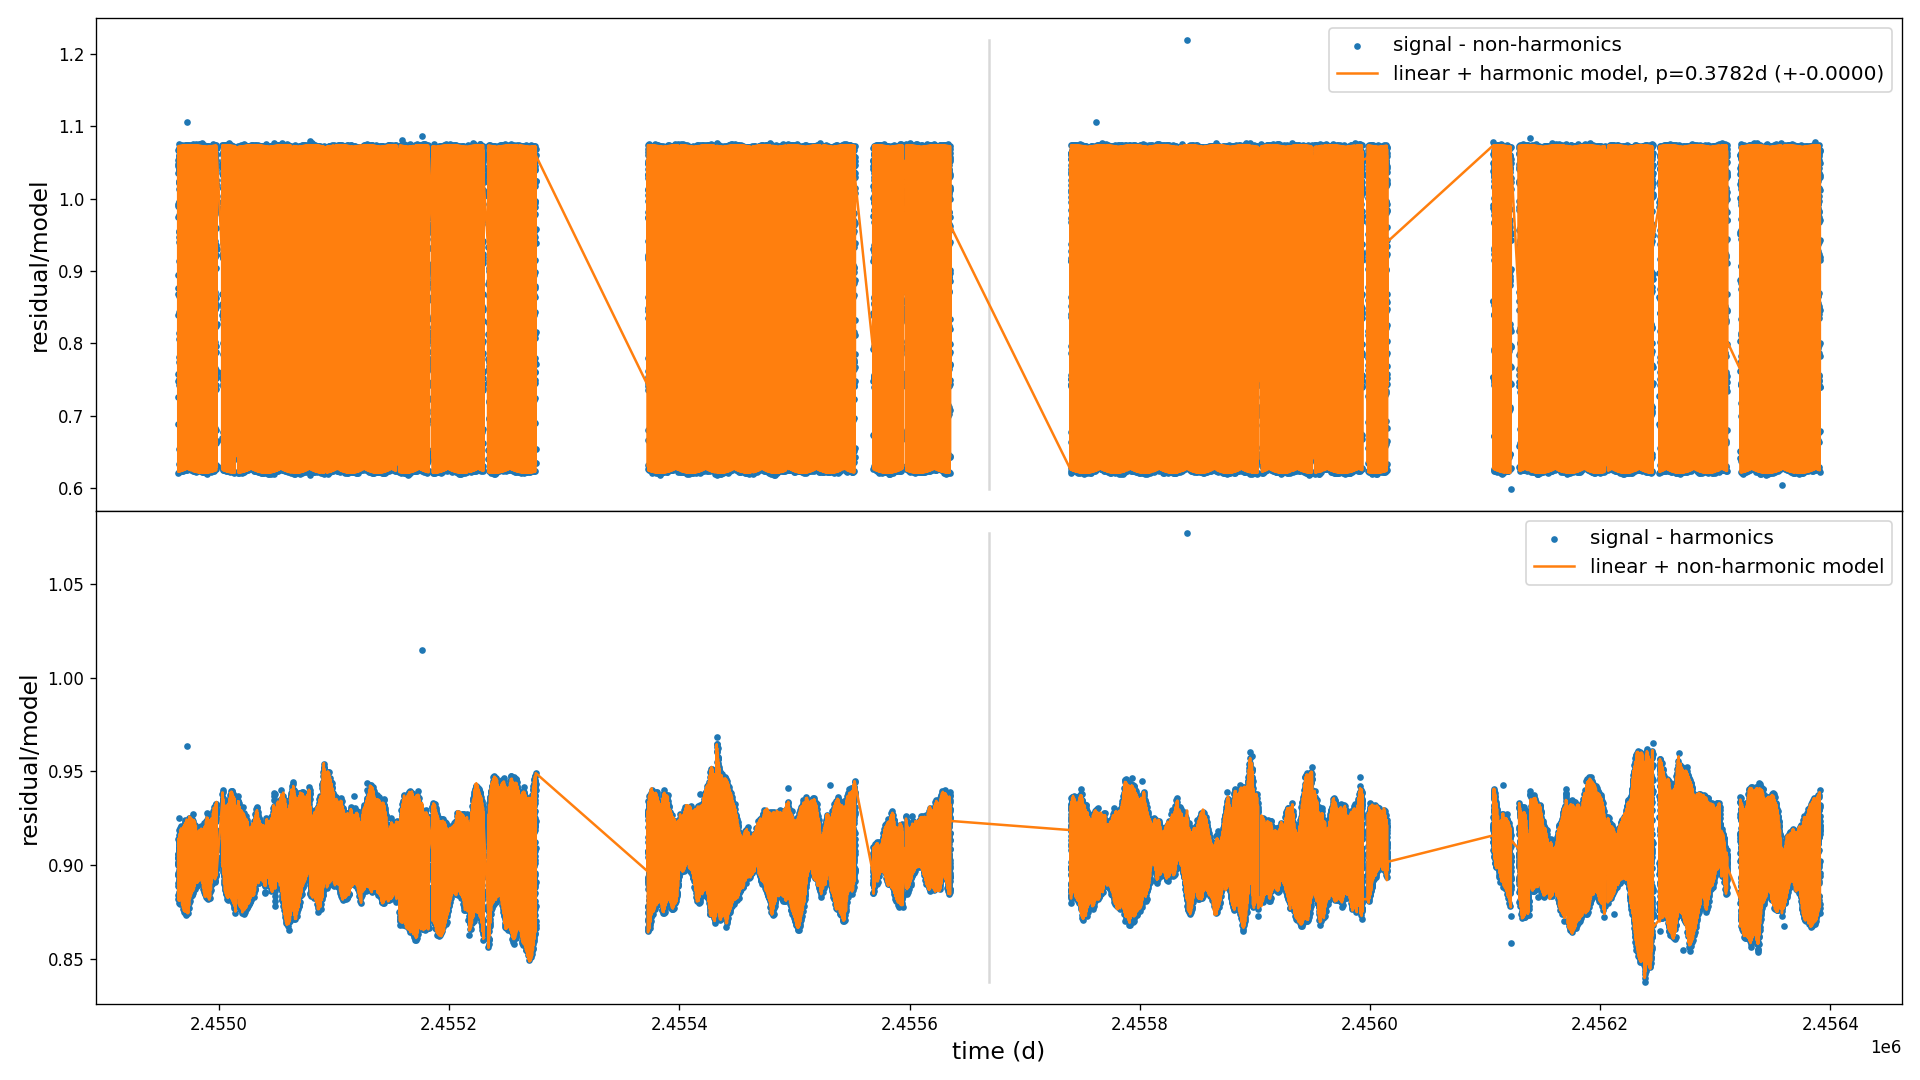 signal - non-harmonics
linear + harmonic model, p=0.3782d (+-0.0000)
residual/model
1.2
1.1
1.0
0.9
0.8
0.7
0.6
signal - harmonics
linear + non-harmonic model
residual/model
1.05
1.00
0.95
0.90
0.85
2.4550
2.4552
2.4554
2.4556
2.4558
2.4560
2.4562
2.4564
time (d)
1e6